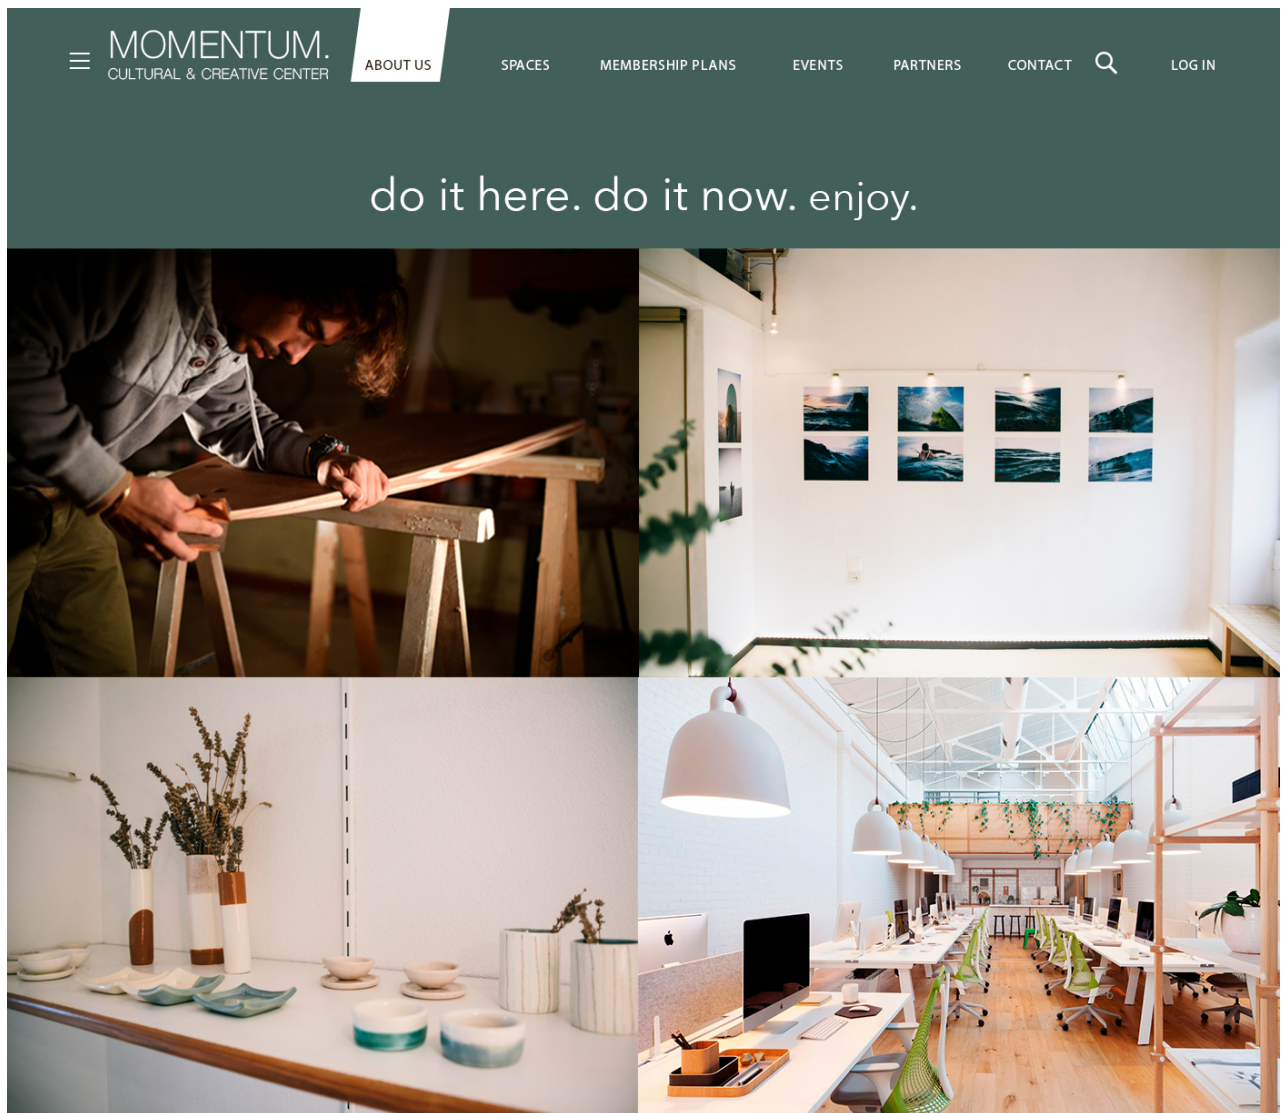 MOMENTUM.
CULTURAL & CREATIVE CENTER
ABOUT US
SPACES
MEMBERSHIP PLANS
EVENTS
PARTNERS
CONTACT
LOG IN
do it here. do it now. enjoy.